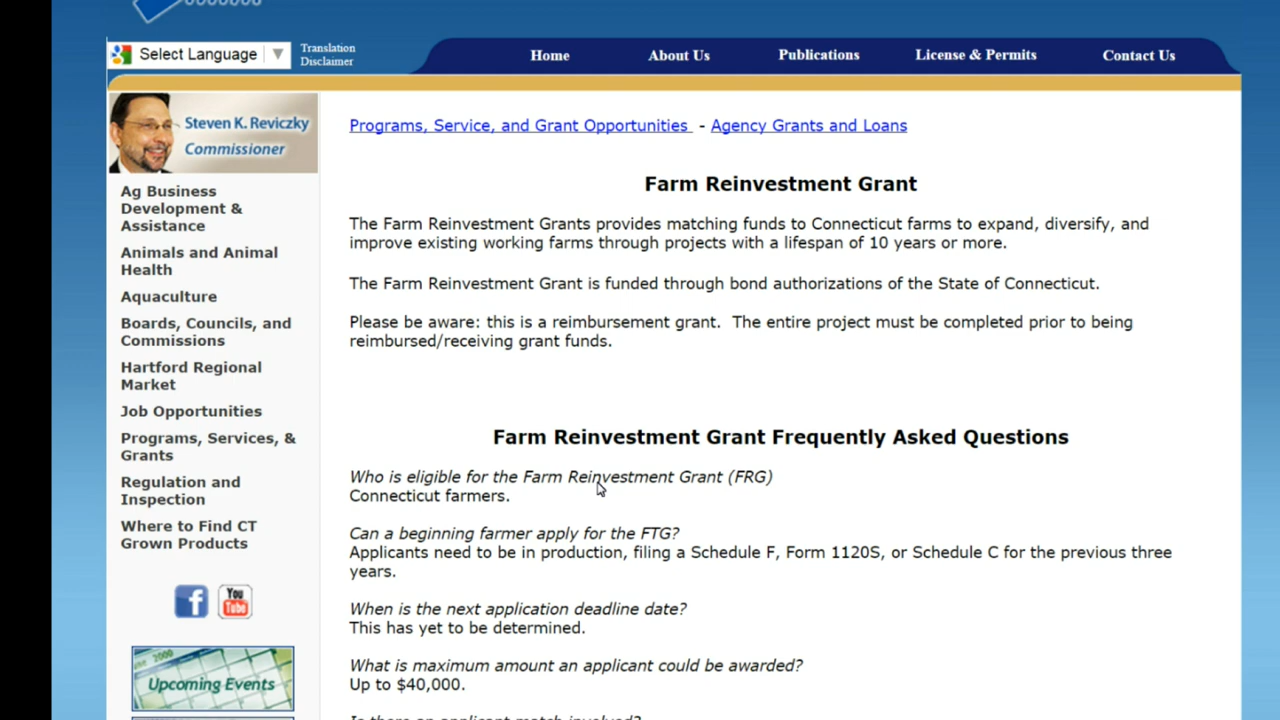 Select Language ▼
Translation
Disclaimer
Home About Us Publications License & Permits Contact Us
Steven K. Reviczky
Commissioner
Ag Business
Development &
Assistance
Animals and Animal
Health
Aquaculture
Boards, Councils, and
Commissions
Hartford Regional
Market
Job Opportunities
Programs, Services, &
Grants
Regulation and
Inspection
Where to Find CT
Grown Products
You
Tube
Upcoming Events
Programs, Service, and Grant Opportunities - Agency Grants and Loans
Farm Reinvestment Grant
The Farm Reinvestment Grants provides matching funds to Connecticut farms to expand, diversify, and
improve existing working farms through projects with a lifespan of 10 years or more.
The Farm Reinvestment Grant is funded through bond authorizations of the State of Connecticut.
Please be aware: this is a reimbursement grant. The entire project must be completed prior to being
reimbursed/receiving grant funds.
Farm Reinvestment Grant Frequently Asked Questions
Who is eligible for the Farm Reinvestment Grant (FRG)
Connecticut farmers.
Can a beginning farmer apply for the FTG?
Applicants need to be in production, filing a Schedule F, Form 1120S, or Schedule C for the previous three
years.
When is the next application deadline date?
This has yet to be determined.
What is maximum amount an applicant could be awarded?
Up to $40,000.
Is there an applicant match involved?